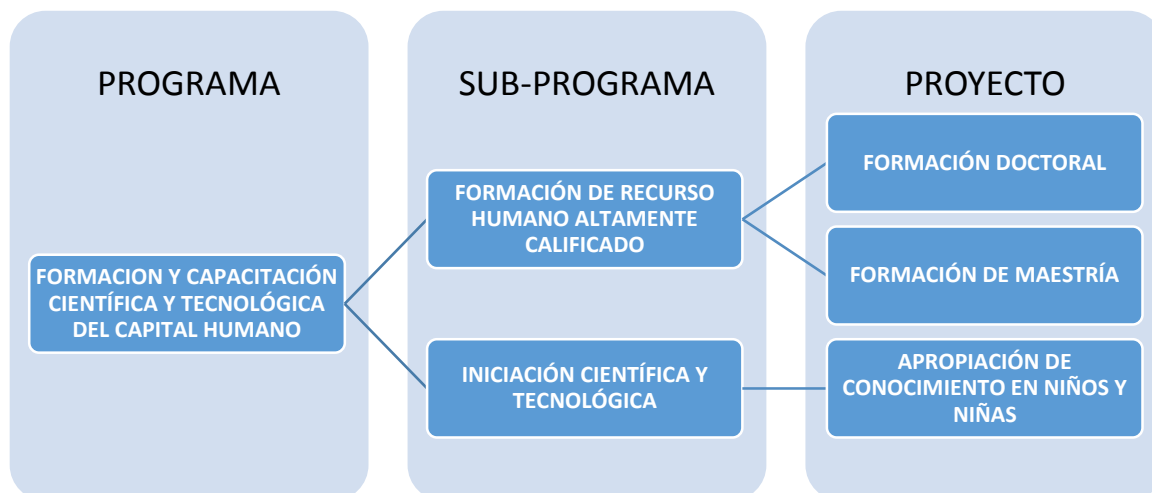 PROGRAMA
FORMACION Y CAPACITACIÓN
CIENTÍFICA Y TECNOLÓGICA
DEL CAPITAL HUMANO
SUB-PROGRAMA
FORMACIÓN DE RECURSO
HUMANO ALTAMENTE
CALIFICADO
INICIACIÓN CIENTÍFICA Y
TECNOLÓGICA
PROYECTO
FORMACIÓN DOCTORAL
FORMACIÓN DE MAESTRÍA
APROPIACIÓN DE
CONOCIMIENTO EN NIÑOS Y
NIÑAS